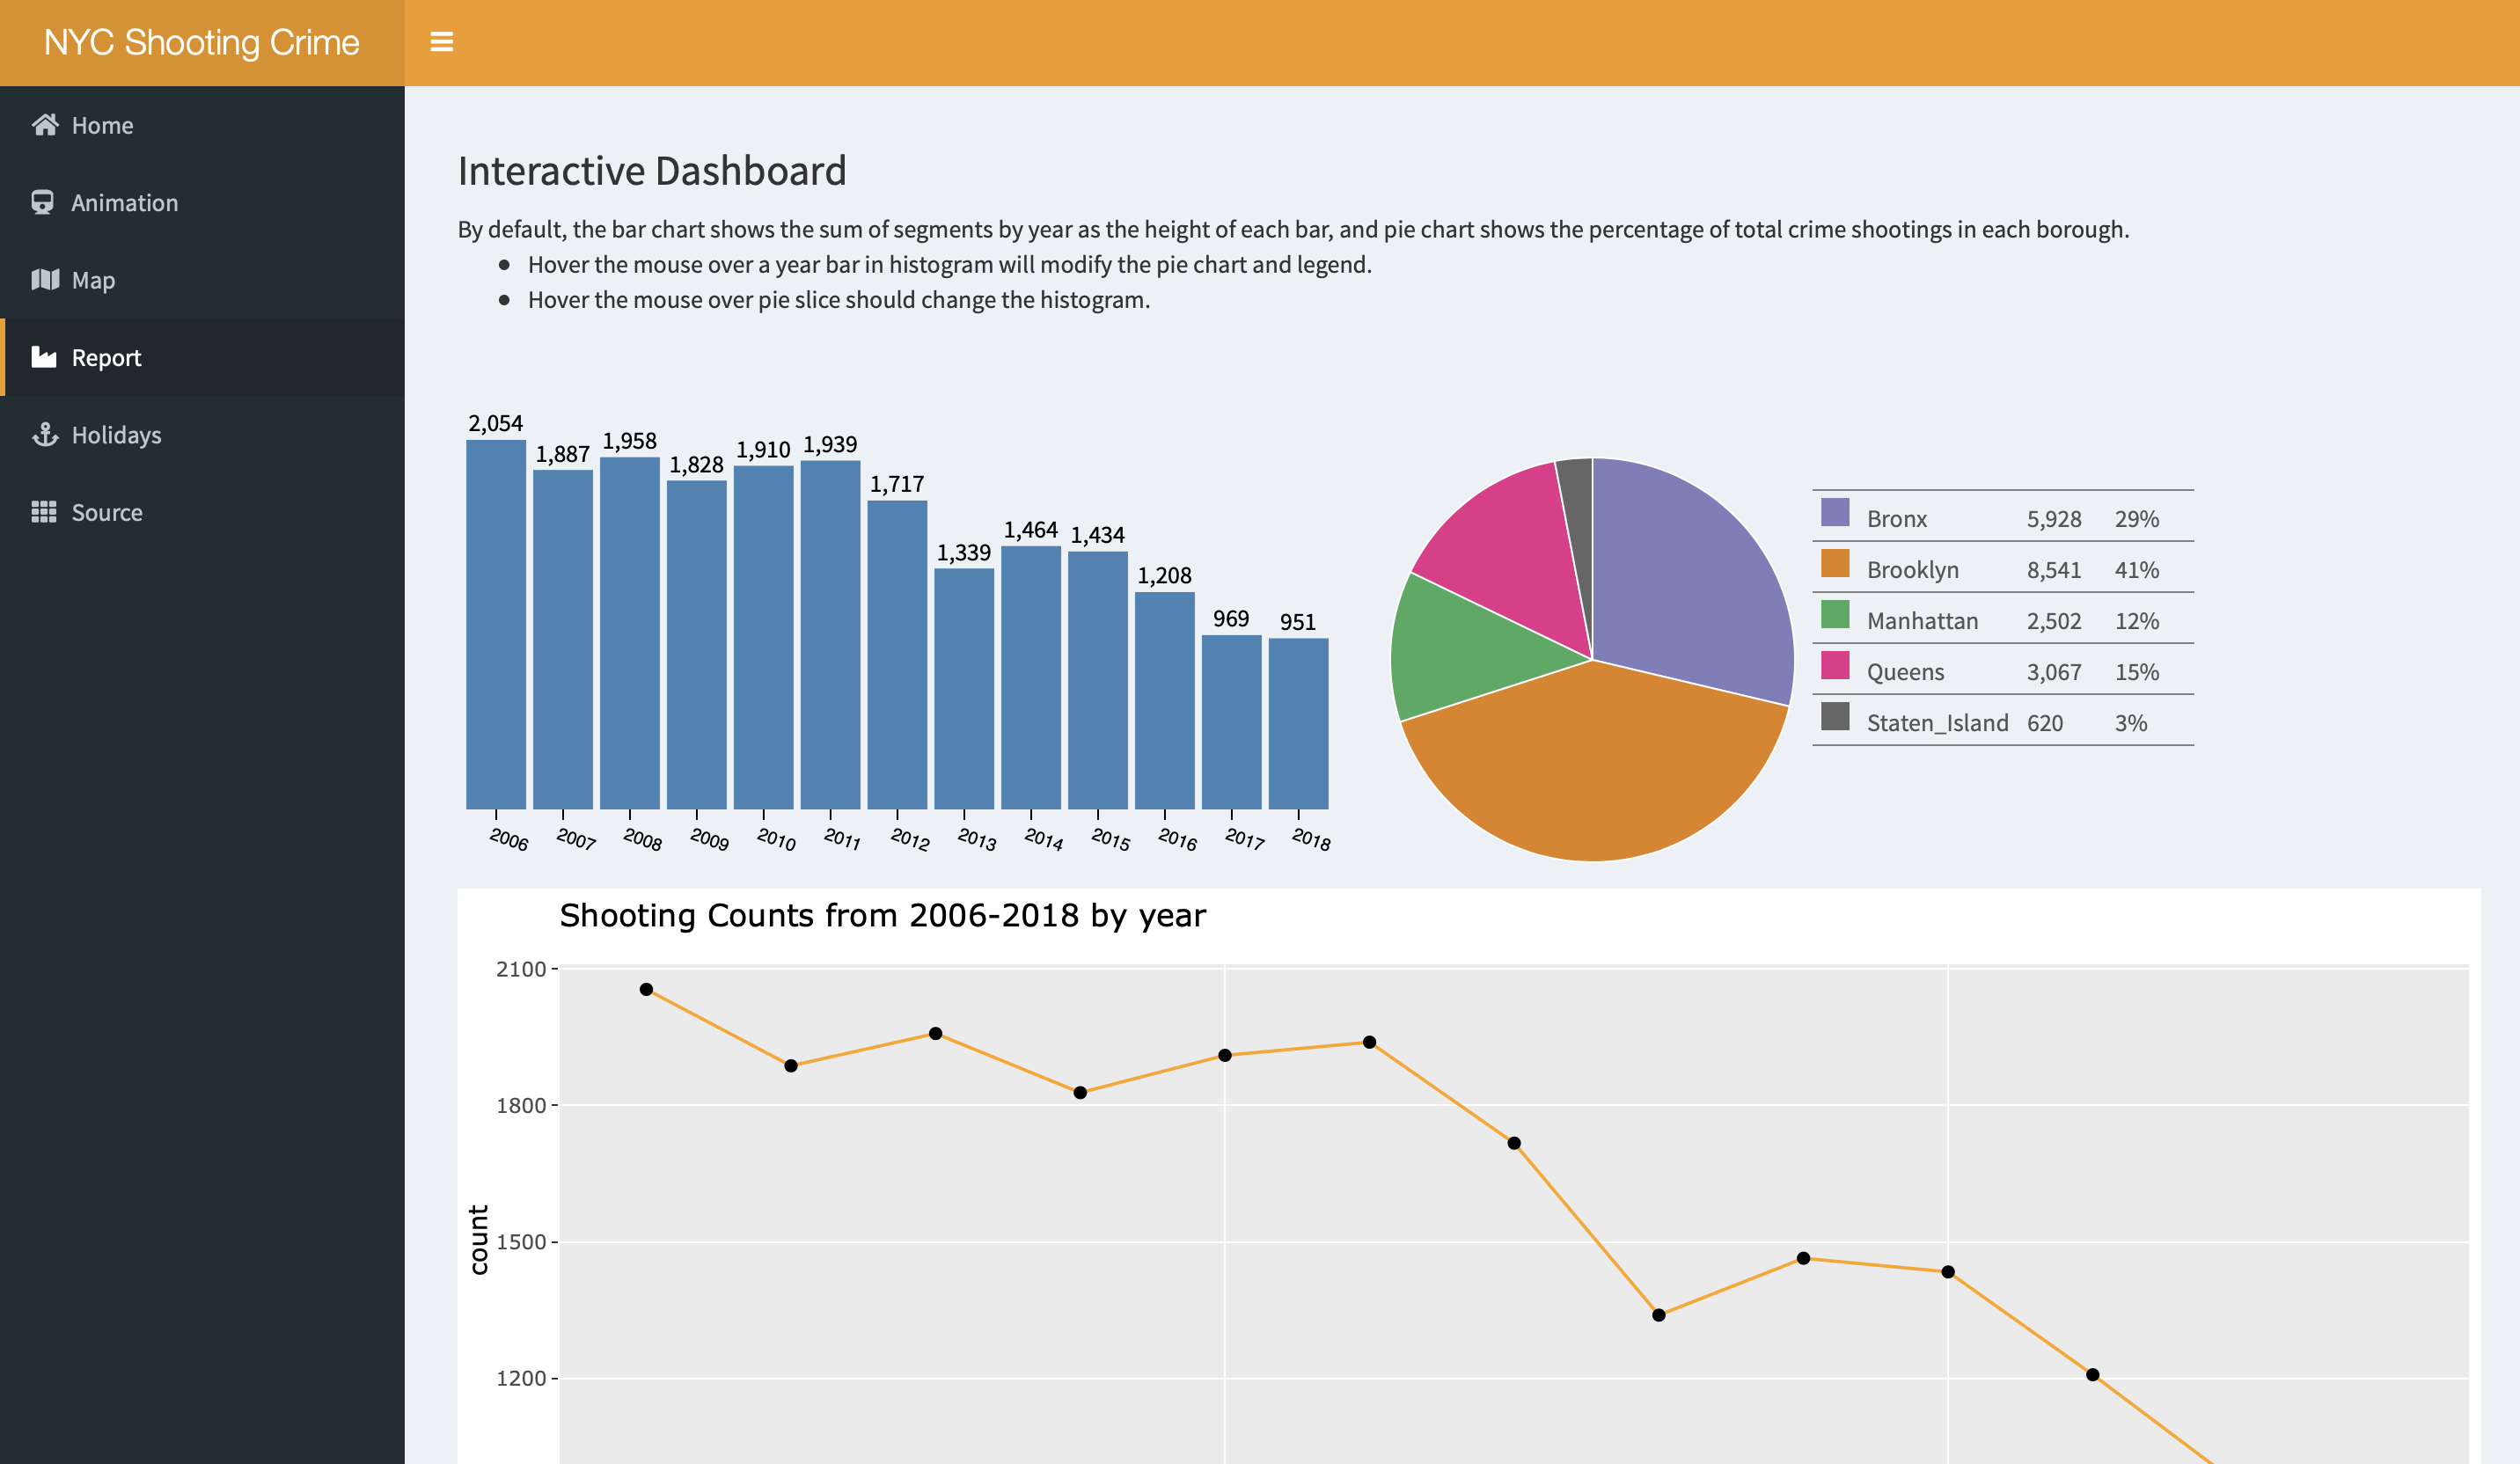 NYC Shooting Crime
Home
Animation
Map
Report
Holidays
Source
Interactive Dashboard
By default, the bar chart shows the sum of segments by year as the height of each bar, and pie chart shows the percentage of total crime shootings in each borough.
Hover the mouse over a year bar in histogram will modify the pie chart and legend.
Hover the mouse over pie slice should change the histogram.
2,054 1,887 1,958 1,828 1,910 1,939 1,717 1,339 1,464 1,434 1,208 969 951
2006 2007 2008 2009 2010 2011 2012 2013 2014 2015 2016 2017 2018
Bronx 5,928 29%
Brooklyn 8,541 41%
Manhattan 2,502 12%
Queens 3,067 15%
Staten_Island 620 3%
Shooting Counts from 2006-2018 by year
2100
1800
1500
1200
count